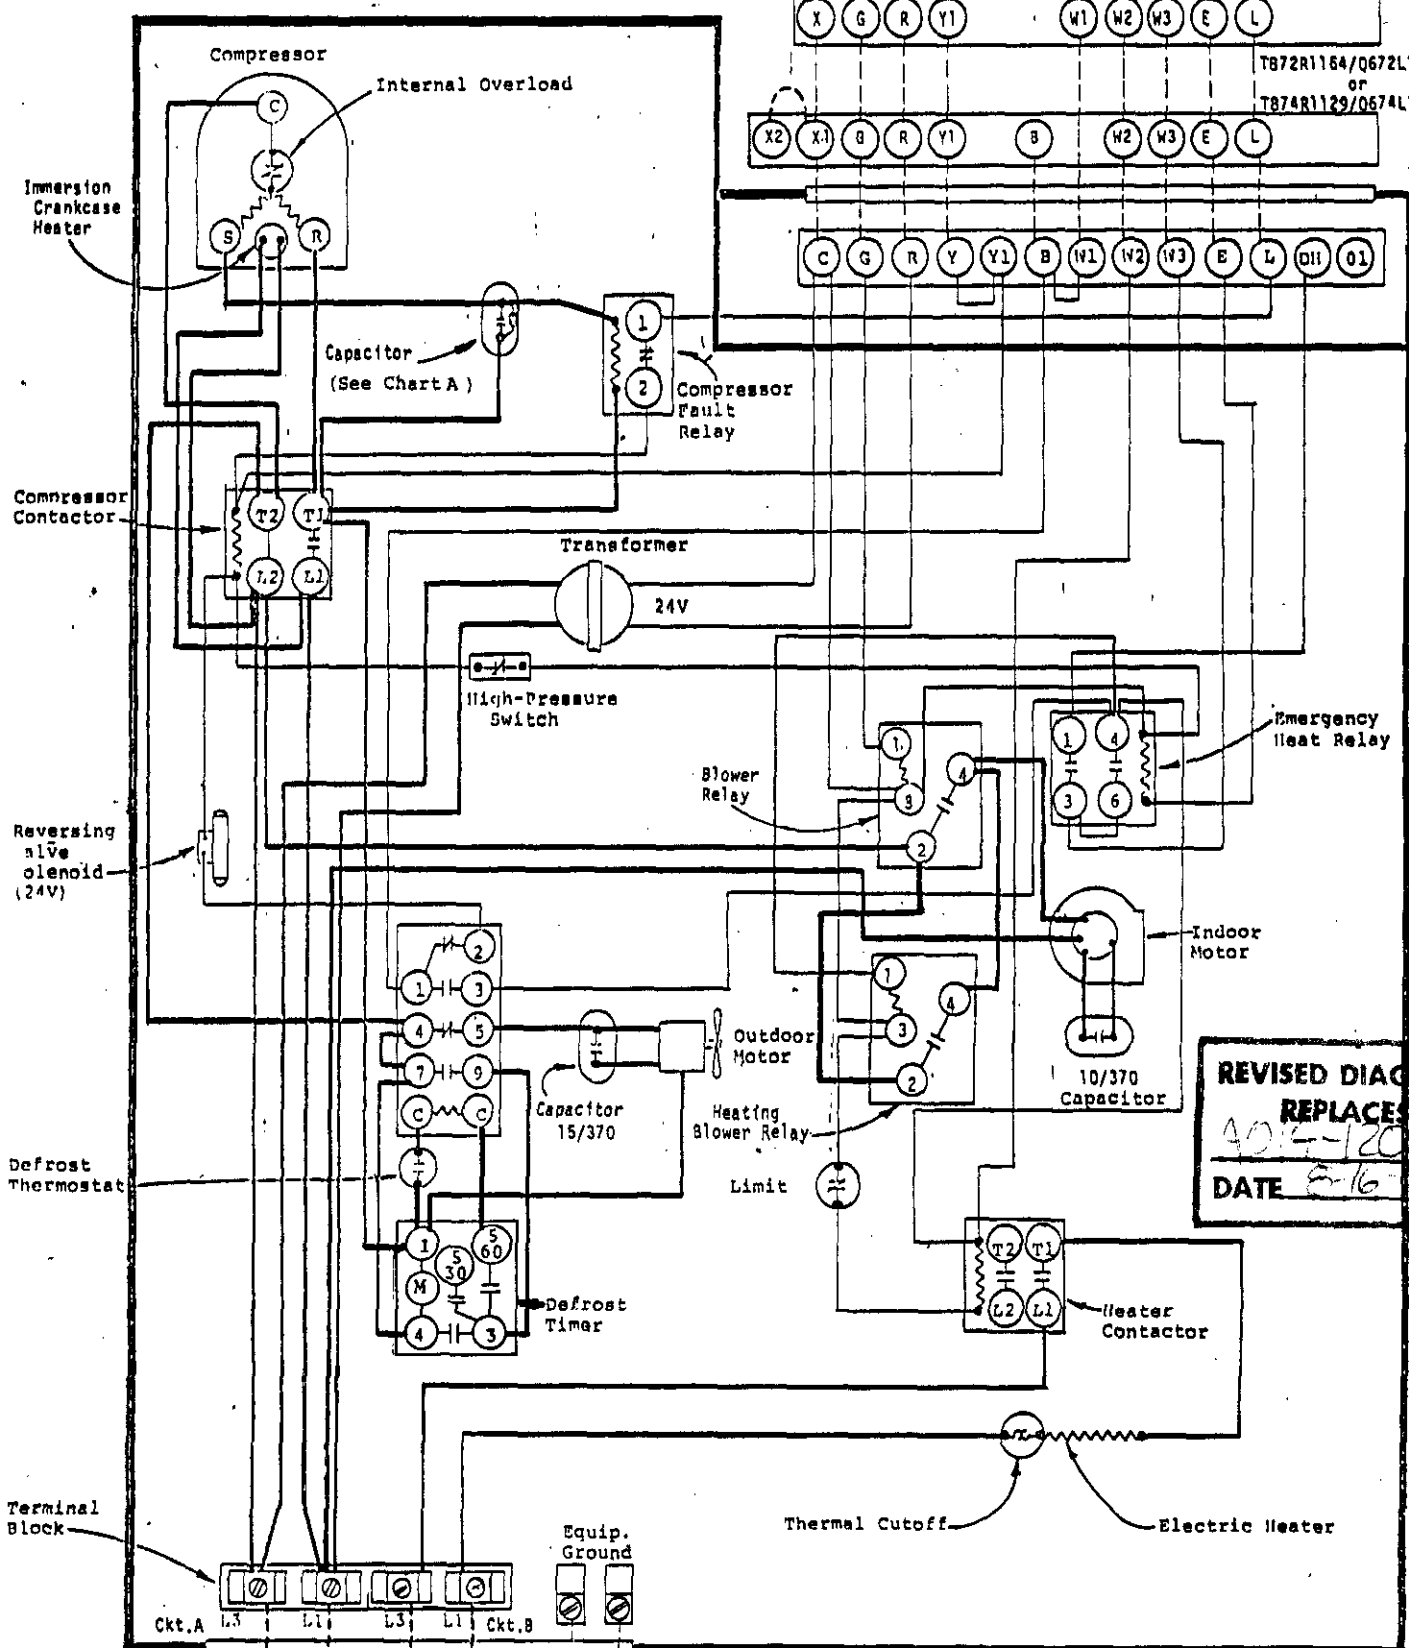 X G R Y1 W1 W2 W3 E L
T872R1164/Q672L
or
T874R1129/Q674L
X2 X1 G R Y1 B W2 W3 E L
C G R Y Y1 B W1 W2 W3 E L DH O1
Compressor
C
Internal Overload
Immersion
Crankcase
Heater
S R
Capacitor
(See Chart A)
1
2
Compressor
Fault
Relay
Compressor
Contactor
T2 T1
L2 L1
Transformer
24V
High-Pressure
Switch
Emergency
Heat Relay
1 4
3 6
Blower
Relay
1
3
4
2
Reversing
alve
olenoid
(24V)
2
1 3
4 5
7 9
C C
Indoor
Motor
1
4
3
2
Outdoor
Motor
10/370
Capacitor
Capacitor
15/370
Heating
Blower Relay
REVISED DIAG
REPLACES
DATE
Defrost
Thermostat
Limit
1
S
30
S
60
M
4 3
Defrost
Timer
T2 T1
L2 L1
Heater
Contactor
Terminal
Block
Thermal Cutoff
Electric Heater
Equip.
Ground
Ckt.A L3 L1 L3 L1 Ckt.B